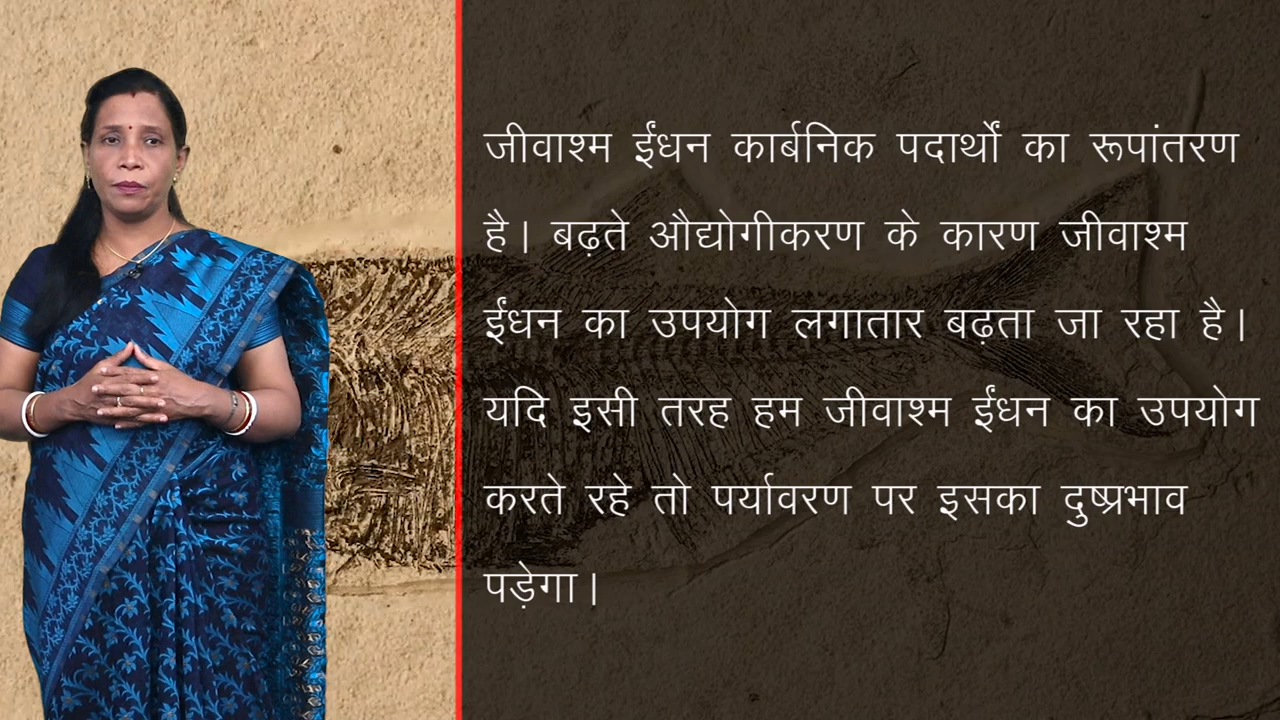 जीवाश्म ईंधन कार्बनिक पदार्थों का रूपांतरण
है। बढ़ते औद्योगीकरण के कारण जीवाश्म
ईंधन का उपयोग लगातार बढ़ता जा रहा है।
यदि इसी तरह हम जीवाश्म ईंधन का उपयोग
करते रहे तो पर्यावरण पर इसका दुष्प्रभाव
पड़ेगा।